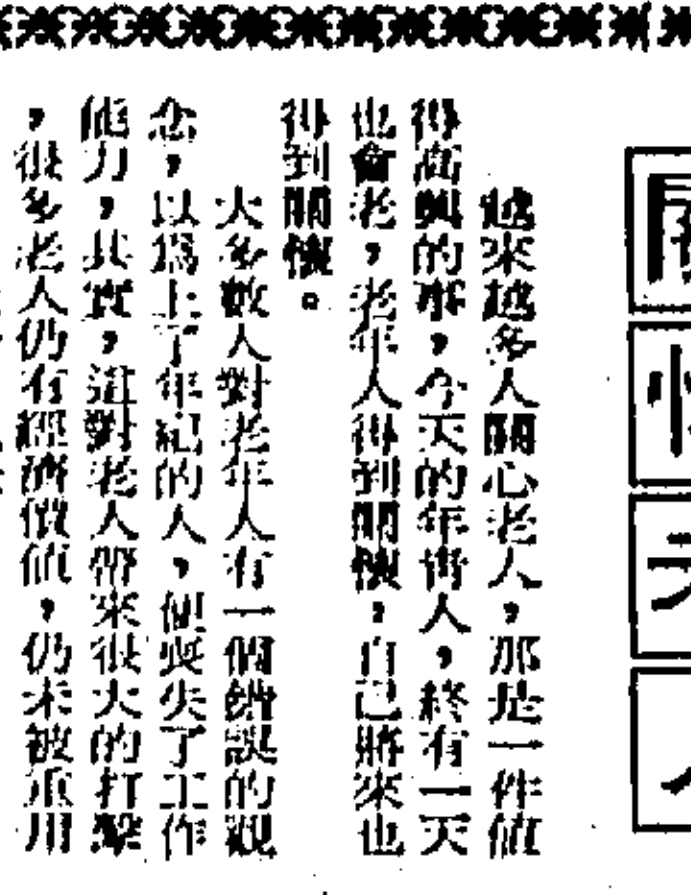 越來越多人關心老人，那是一件值
得高興的事，今天的年青人，終有一天
也會老，老年人得到關懷，自己將來也
得到關懷。
大多數人對老年人有一個錯誤的觀
念，以爲上了年紀的人，便喪失了工作
能力，其實，這對老人帶來很大的打擊
，很多老人仍有經濟價值，仍未被重用